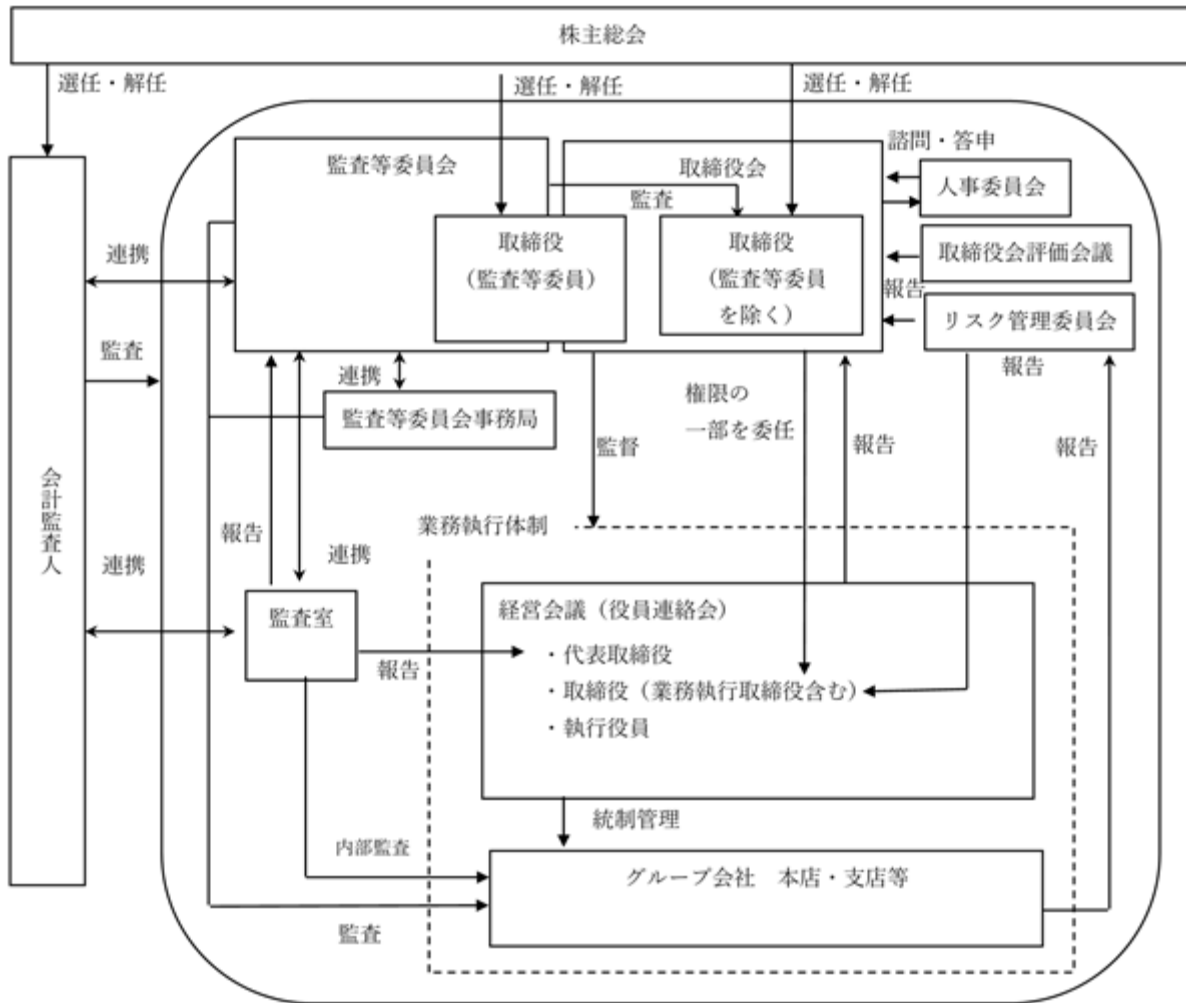 株主総会
選任・解任
選任・解任
選任・解任
監査等委員会
取締役会
諮問・答申
人事委員会
監査
取締役
(監査等委員)
取締役
(監査等委員
を除く)
取締役会評価会議
報告
リスク管理委員会
連携
監査
連携
監査等委員会事務局
監督
権限の
一部を委任
報告
報告
報告
会計監査人
連携
報告
連携
業務執行体制
監査室
報告
経営会議(役員連絡会)
・代表取締役
・取締役(業務執行取締役含む)
・執行役員
統制管理
内部監査
グループ会社 本店・支店等
監査